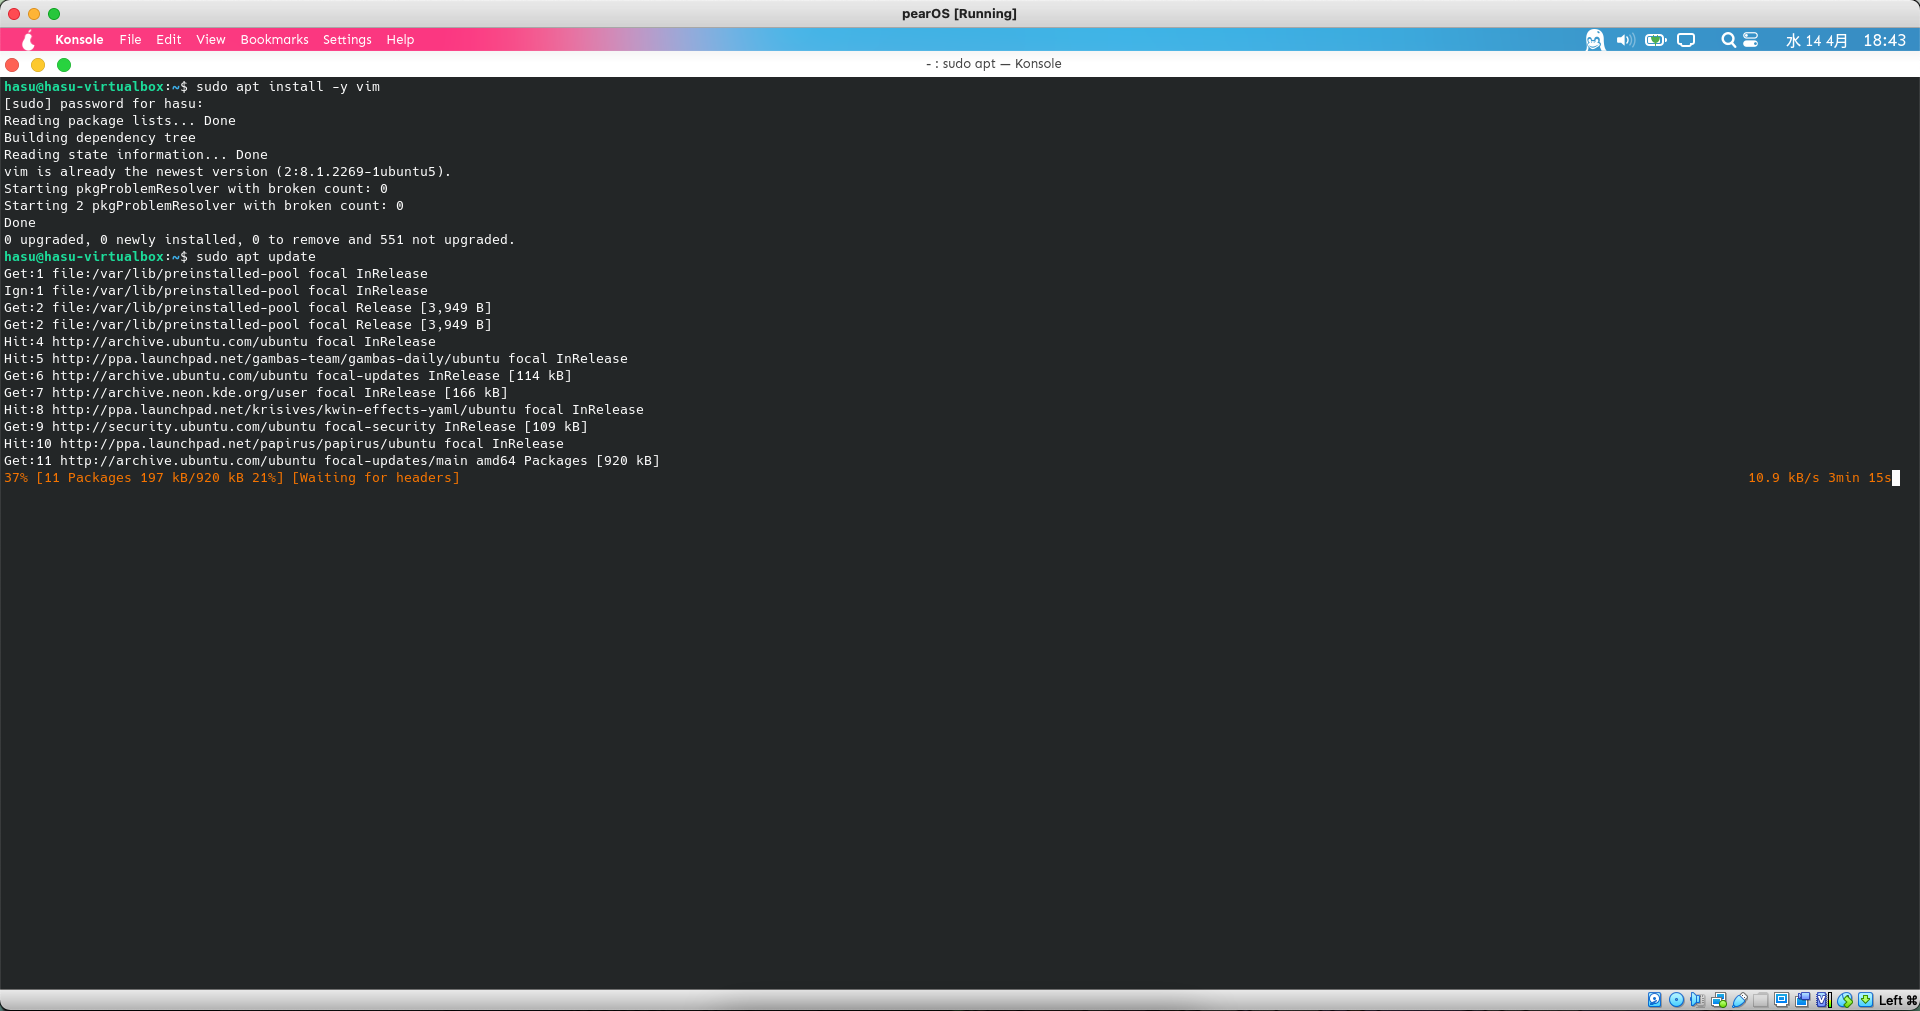 pearOS [Running]
Konsole File Edit View Bookmarks Settings Help 水 14 4月 18:43
- : sudo apt — Konsole
hasu@hasu-virtualbox:~$ sudo apt install -y vim
[sudo] password for hasu:
Reading package lists... Done
Building dependency tree
Reading state information... Done
vim is already the newest version (2:8.1.2269-1ubuntu5).
Starting pkgProblemResolver with broken count: 0
Starting 2 pkgProblemResolver with broken count: 0
Done
0 upgraded, 0 newly installed, 0 to remove and 551 not upgraded.
hasu@hasu-virtualbox:~$ sudo apt update
Get:1 file:/var/lib/preinstalled-pool focal InRelease
Ign:1 file:/var/lib/preinstalled-pool focal InRelease
Get:2 file:/var/lib/preinstalled-pool focal Release [3,949 B]
Get:2 file:/var/lib/preinstalled-pool focal Release [3,949 B]
Hit:4 http://archive.ubuntu.com/ubuntu focal InRelease
Hit:5 http://ppa.launchpad.net/gambas-team/gambas-daily/ubuntu focal InRelease
Get:6 http://archive.ubuntu.com/ubuntu focal-updates InRelease [114 kB]
Get:7 http://archive.neon.kde.org/user focal InRelease [166 kB]
Hit:8 http://ppa.launchpad.net/krisives/kwin-effects-yaml/ubuntu focal InRelease
Get:9 http://security.ubuntu.com/ubuntu focal-security InRelease [109 kB]
Hit:10 http://ppa.launchpad.net/papirus/papirus/ubuntu focal InRelease
Get:11 http://archive.ubuntu.com/ubuntu focal-updates/main amd64 Packages [920 kB]
37% [11 Packages 197 kB/920 kB 21%] [Waiting for headers] 10.9 kB/s 3min 15s
Left ⌘